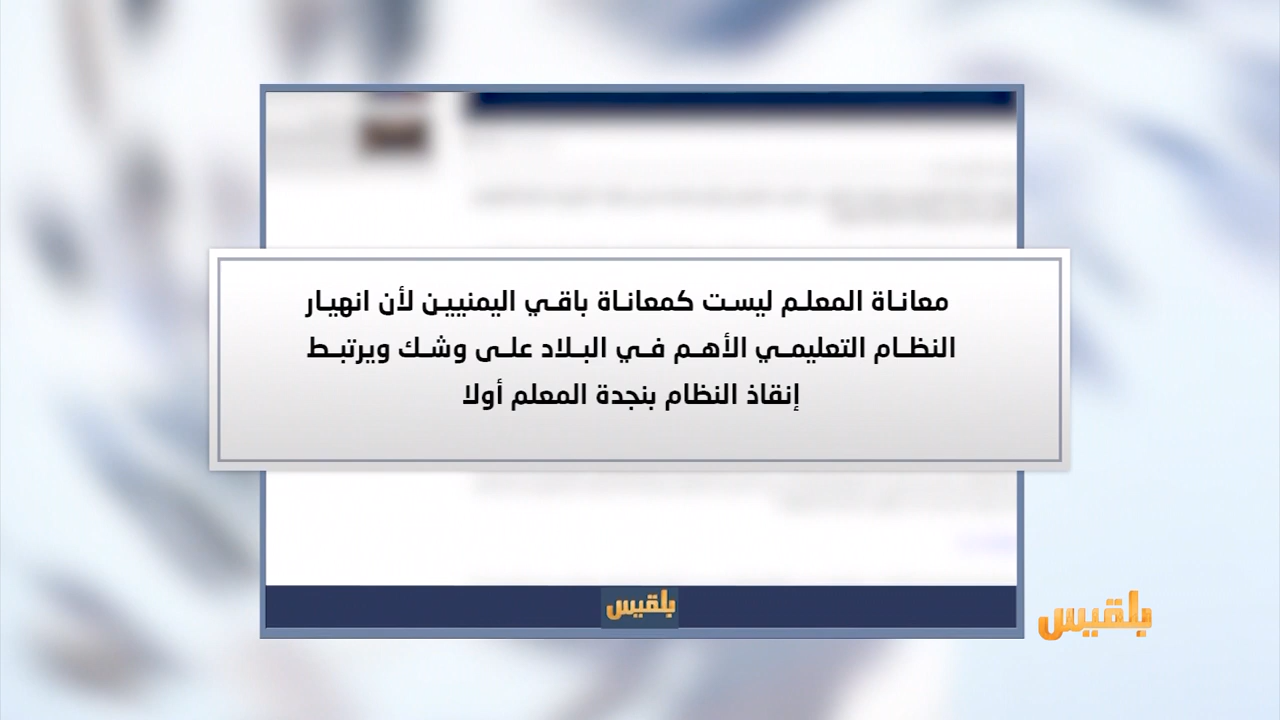 معاناة المعلم ليست كمعاناة باقي اليمنيين لأن انهيار
النظام التعليمي الأهم في البلاد على وشك ويرتبط
إنقاذ النظام بنجدة المعلم أولا
بلقيس
بلقيس